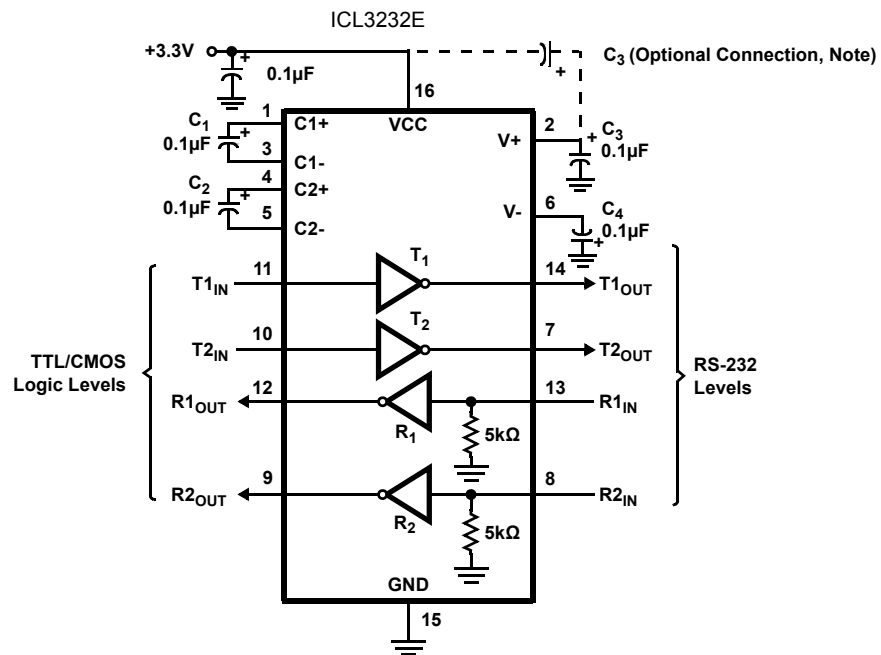 ICL3232E
+3.3V
+
0.1µF
C3 (Optional Connection, Note)
+
16
VCC
C1
0.1µF
+
1
C1+
3
C1-
C2
0.1µF
+
4
C2+
5
C2-
2
V+
+
C3
0.1µF
6
V-
C4
0.1µF
+
T1IN
11
T1
14
T1OUT
T2IN
10
T2
7
T2OUT
TTL/CMOS
Logic Levels
RS-232
Levels
R1OUT
12
R1
13
R1IN
5kΩ
R2OUT
9
R2
8
R2IN
5kΩ
GND
15